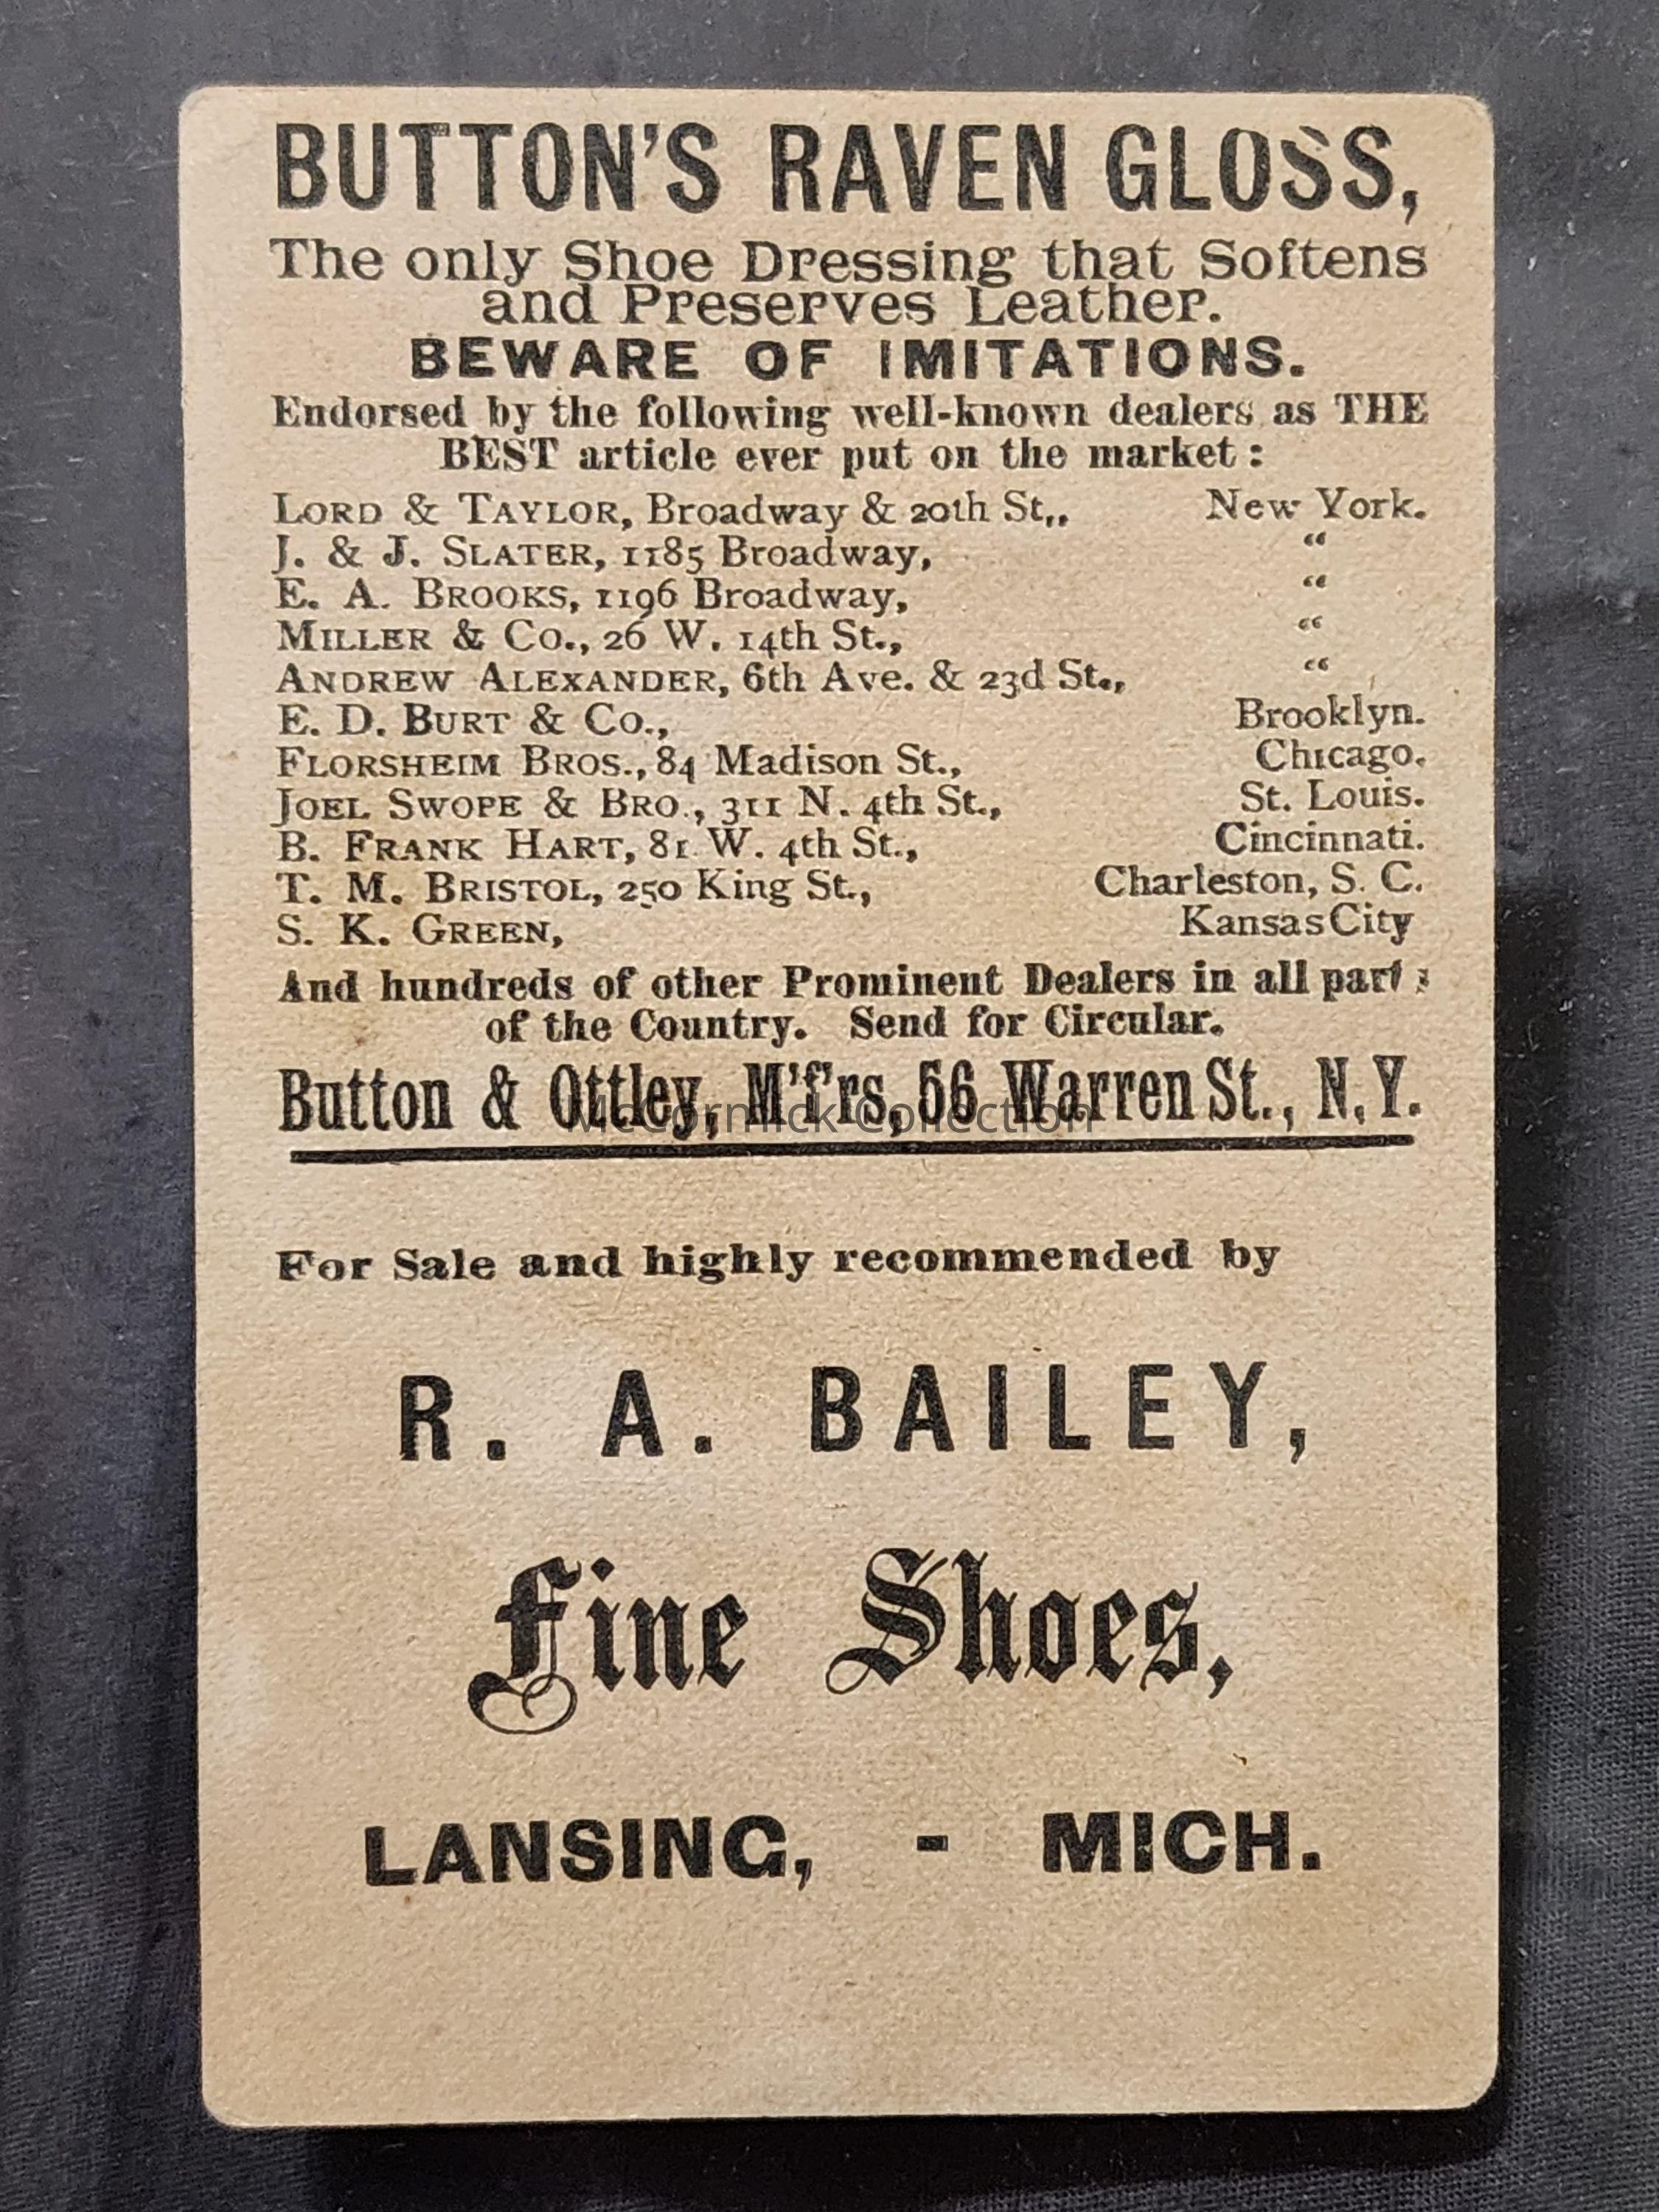 BUTTON'S RAVEN GLOSS,
The only Shoe Dressing that Softens
and Preserves Leather.
BEWARE OF IMITATIONS.
Endorsed by the following well-known dealers as THE
BEST article ever put on the market:
LORD & TAYLOR, Broadway & 20th St,, New York.
J. & J. SLATER, 1185 Broadway, “
E. A. BROOKS, 1196 Broadway, “
MILLER & CO., 26 W. 14th St., “
ANDREW ALEXANDER, 6th Ave. & 23d St., “
E. D. BURT & CO., Brooklyn.
FLORSHEIM BROS., 84 Madison St., Chicago.
JOEL SWOPE & BRO., 311 N. 4th St., St. Louis.
B. FRANK HART, 81 W. 4th St., Cincinnati.
T. M. BRISTOL, 250 King St., Charleston, S. C.
S. K. GREEN, Kansas City
And hundreds of other Prominent Dealers in all parts
of the Country. Send for Circular.
Button & Ottley, M'f'rs, 56 Warren St., N.Y.
McCormick Collection
For Sale and highly recommended by
R. A. BAILEY,
Fine Shoes,
LANSING, - MICH.